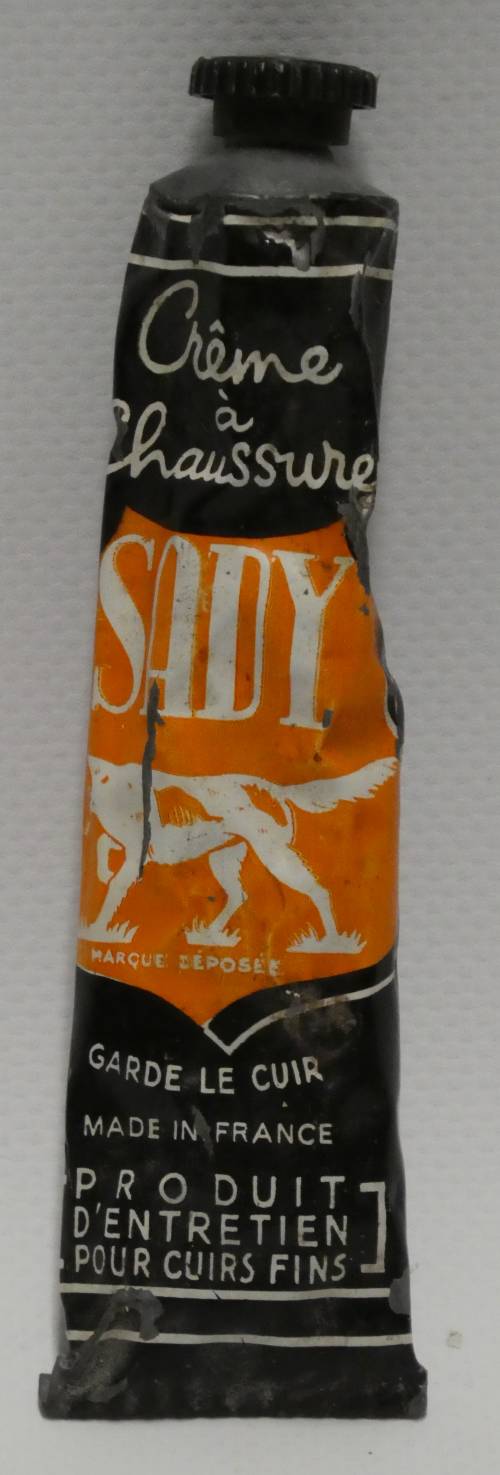 Crême
à
Chaussure
SADY
MARQUE DÉPOSÉE
GARDE LE CUIR
MADE IN FRANCE
PRODUIT
D'ENTRETIEN
POUR CUIRS FINS